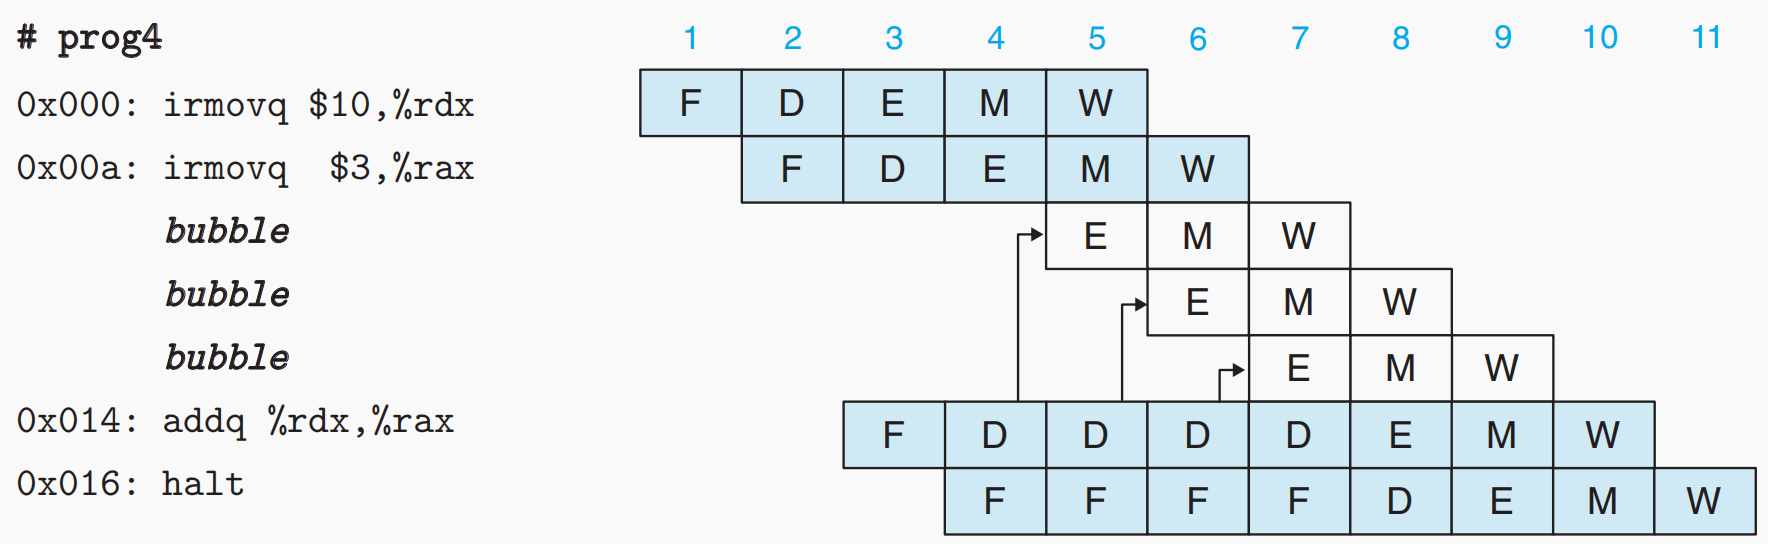 # prog4 1 2 3 4 5 6 7 8 9 10 11
0x000: irmovq $10,%rdx F D E M W
0x00a: irmovq $3,%rax F D E M W
bubble E M W
bubble E M W
bubble E M W
0x014: addq %rdx,%rax F D D D D E M W
0x016: halt F F F F D E M W